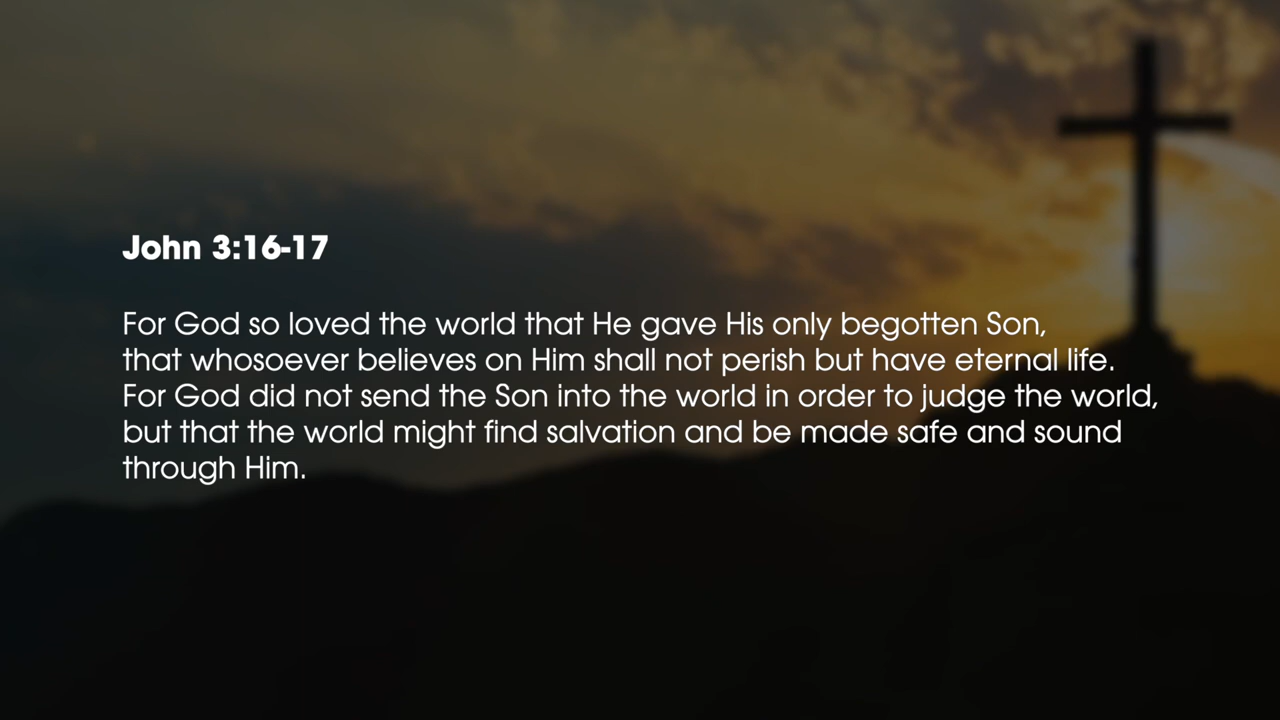 John 3:16-17
For God so loved the world that He gave His only begotten Son,
that whosoever believes on Him shall not perish but have eternal life.
For God did not send the Son into the world in order to judge the world,
but that the world might find salvation and be made safe and sound
through Him.